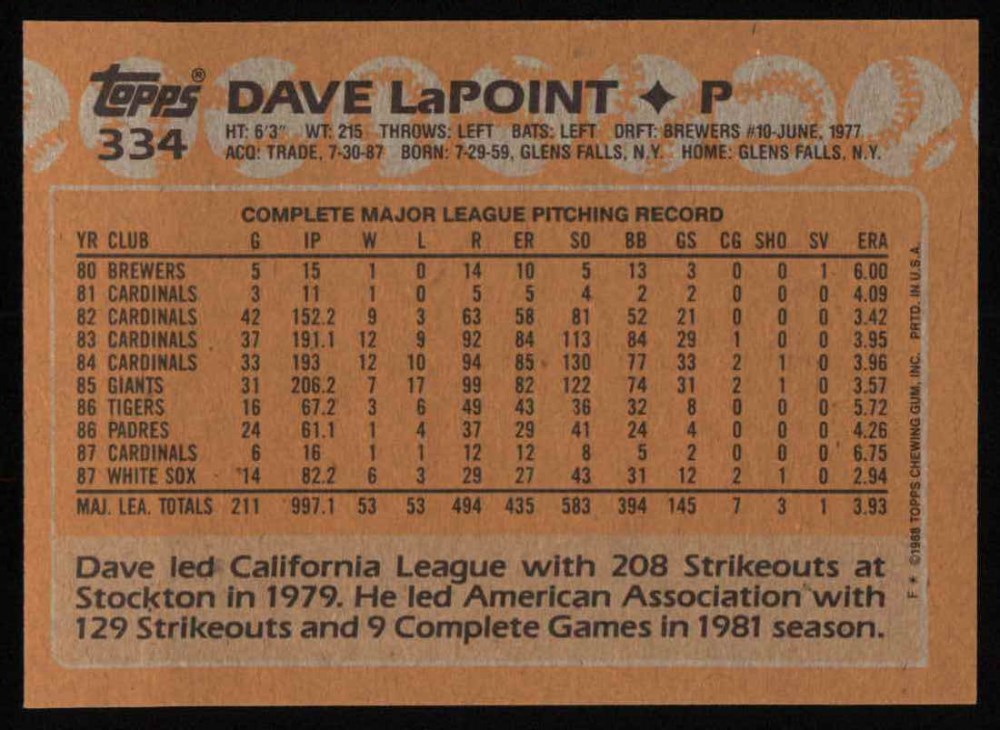 Topps® DAVE LaPOINT ✦ P
334 HT: 6'3" WT: 215 THROWS: LEFT BATS: LEFT DRFT: BREWERS #10-JUNE, 1977
ACQ: TRADE, 7-30-87 BORN: 7-29-59, GLENS FALLS, N.Y. HOME: GLENS FALLS, N.Y.
COMPLETE MAJOR LEAGUE PITCHING RECORD
YR CLUB G IP W L R ER SO BB GS CG SHO SV ERA
80 BREWERS 5 15 1 0 14 10 5 13 3 0 0 1 6.00
81 CARDINALS 3 11 1 0 5 5 4 2 2 0 0 0 4.09
82 CARDINALS 42 152.2 9 3 63 58 81 52 21 0 0 0 3.42
83 CARDINALS 37 191.1 12 9 92 84 113 84 29 1 0 0 3.95
84 CARDINALS 33 193 12 10 94 85 130 77 33 2 1 0 3.96
85 GIANTS 31 206.2 7 17 99 82 122 74 31 2 1 0 3.57
86 TIGERS 16 67.2 3 6 49 43 36 32 8 0 0 0 5.72
86 PADRES 24 61.1 1 4 37 29 41 24 4 0 0 0 4.26
87 CARDINALS 6 16 1 1 12 12 8 5 2 0 0 0 6.75
87 WHITE SOX 14 82.2 6 3 29 27 43 31 12 2 1 0 2.94
MAJ. LEA. TOTALS 211 997.1 53 53 494 435 583 394 145 7 3 1 3.93
Dave led California League with 208 Strikeouts at
Stockton in 1979. He led American Association with
129 Strikeouts and 9 Complete Games in 1981 season.
F * ©1988 TOPPS CHEWING GUM, INC. PRTD. IN U.S.A.